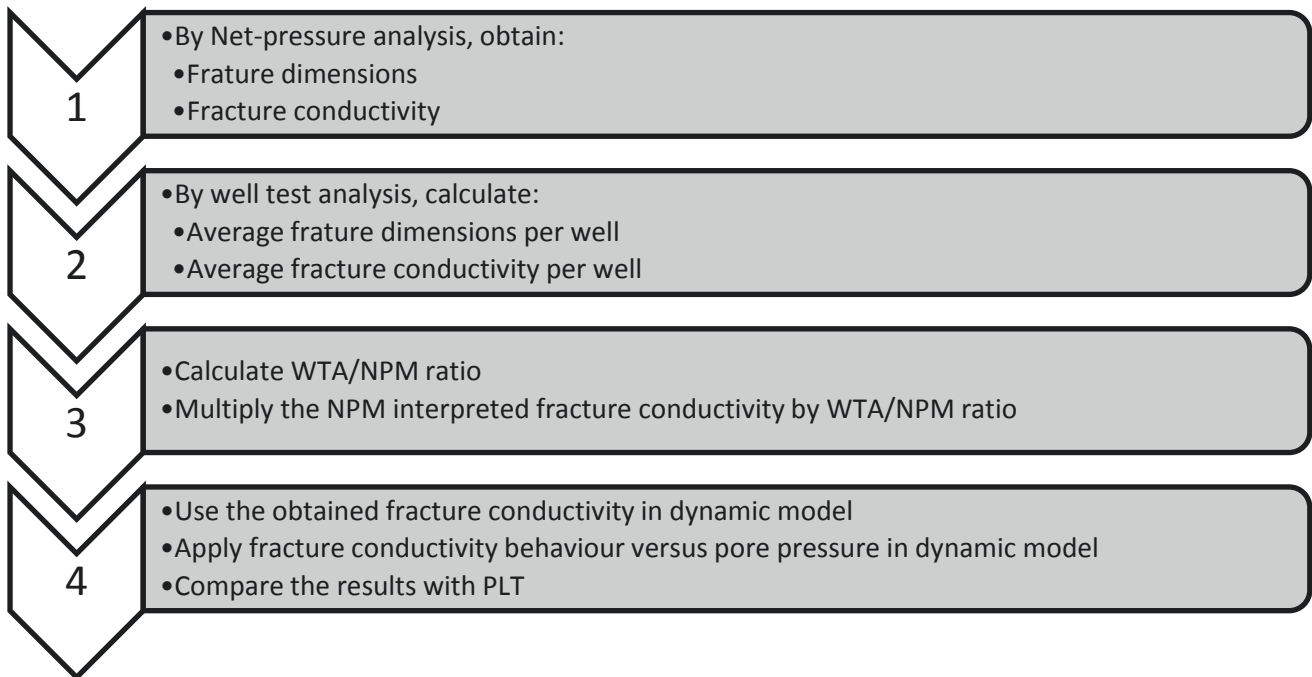 1
•By Net-pressure analysis, obtain:
•Frature dimensions
•Fracture conductivity
2
•By well test analysis, calculate:
•Average frature dimensions per well
•Average fracture conductivity per well
3
•Calculate WTA/NPM ratio
•Multiply the NPM interpreted fracture conductivity by WTA/NPM ratio
4
•Use the obtained fracture conductivity in dynamic model
•Apply fracture conductivity behaviour versus pore pressure in dynamic model
•Compare the results with PLT